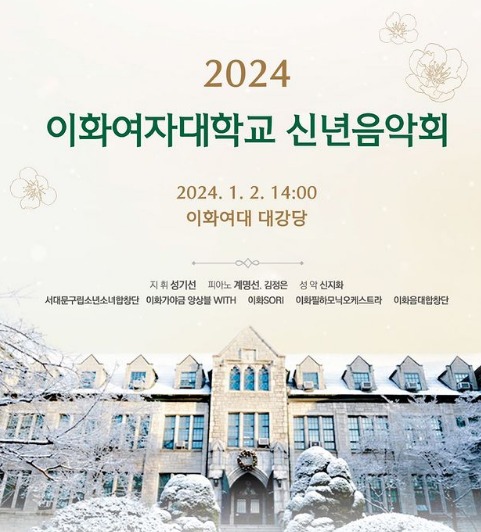 2024
이화여자대학교 신년음악회
2024. 1. 2. 14:00
이화여대 대강당
지 휘 성기선 피아노 계명선, 김정은 성 악 신지화
서대문구립소년소녀합창단 이화가야금 앙상블 WITH 이화SORI 이화필하모닉오케스트라 이화음대합창단